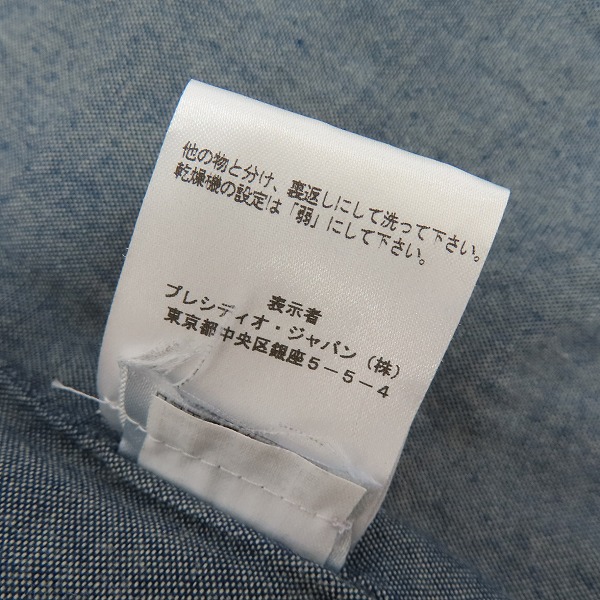 他の物と分け、裏返しにして洗って下さい。
乾燥機の設定は「弱」にして下さい。
表示者
プレシディオ・ジャパン（株）
東京都中央区銀座５－５－４